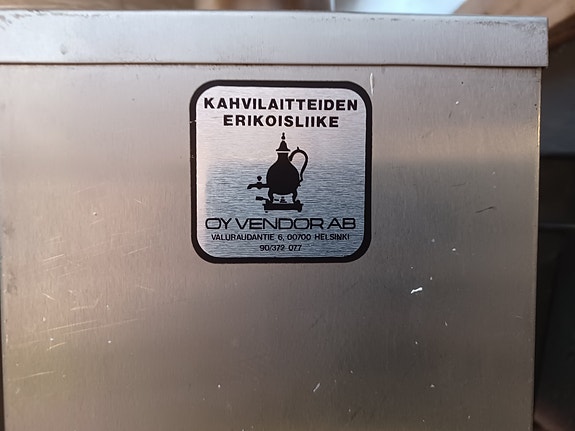 KAHVILAITTEIDEN
ERIKOISLIIKE
OY VENDOR AB
VALURAUDANTIE 6, 00700 HELSINKI
90/372 077